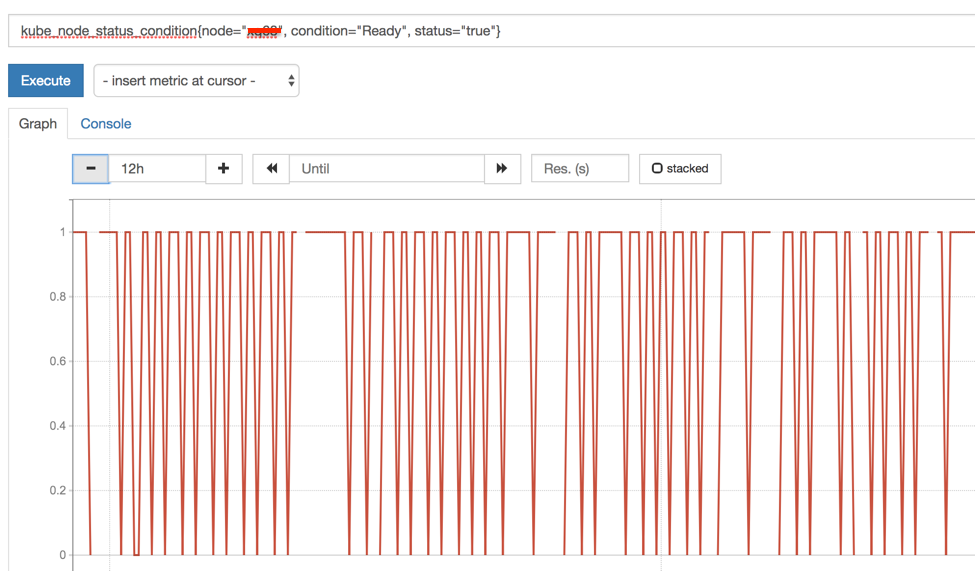 kube_node_status_condition{node="", condition="Ready", status="true"}
Execute
- insert metric at cursor -
Graph
Console
12h
Until
Res. (s)
stacked
1
0.8
0.6
0.4
0.2
0